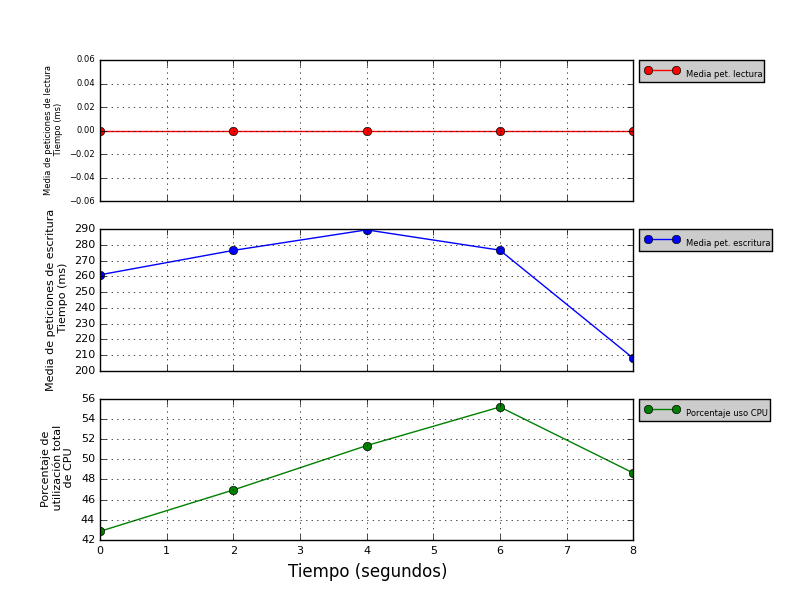 Media de peticiones de lectura
Tiempo (ms)
0.06
0.04
0.02
0.00
−0.02
−0.04
−0.06
Media pet. lectura
Media de peticiones de escritura
Tiempo (ms)
290
280
270
260
250
240
230
220
210
200
Media pet. escritura
Porcentaje de
utilización total
de CPU
56
54
52
50
48
46
44
42
Porcentaje uso CPU
0 1 2 3 4 5 6 7 8
Tiempo (segundos)